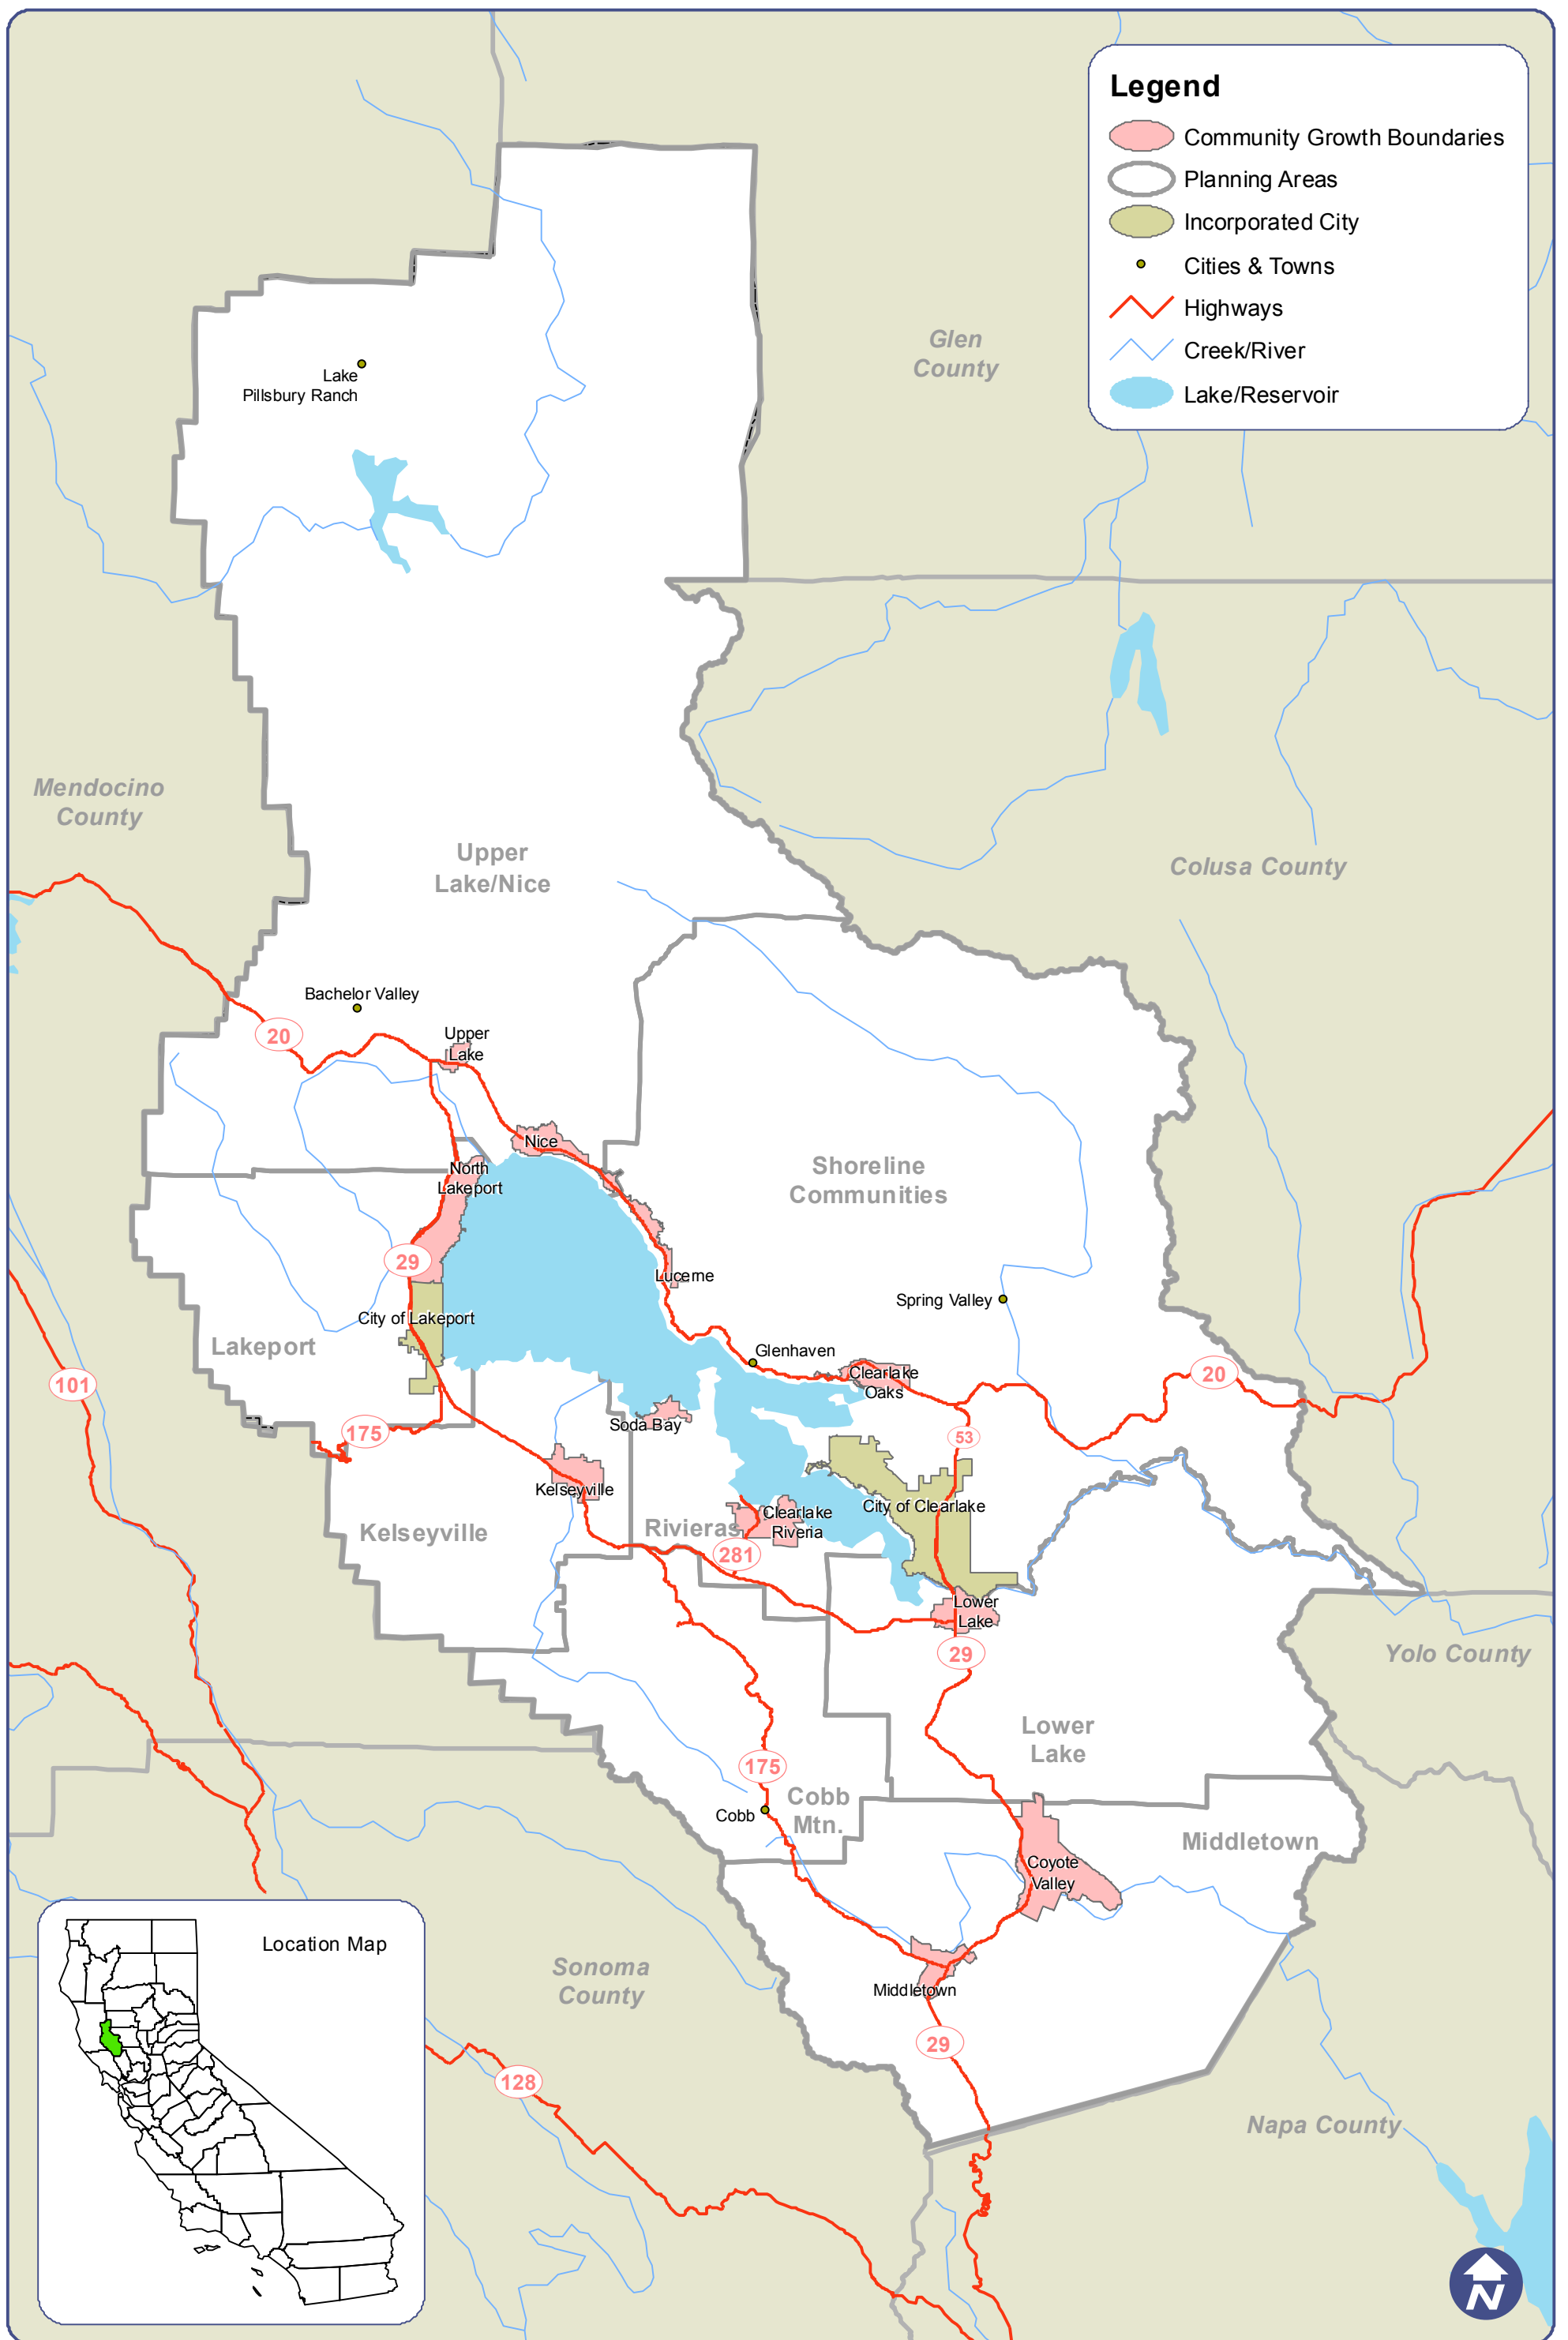 Legend
Community Growth Boundaries
Planning Areas
Incorporated City
Cities & Towns
Highways
Creek/River
Lake/Reservoir
Glen
County
Lake
Pillsbury Ranch
Mendocino
County
Upper
Lake/Nice
Colusa County
Bachelor Valley
20
Upper
Lake
Nice
North
Lakeport
Shoreline
Communities
29
Lucerne
Spring Valley
City of Lakeport
Lakeport
Glenhaven
Clearlake
Oaks
20
101
175
Soda Bay
53
Kelseyville
Kelseyville
Rivieras
Clearlake
Riveria
City of Clearlake
281
Lower
Lake
29
Yolo County
Lower
Lake
175
Cobb
Cobb
Mtn.
Middletown
Coyote
Valley
Location Map
Sonoma
County
Middletown
29
128
Napa County
N